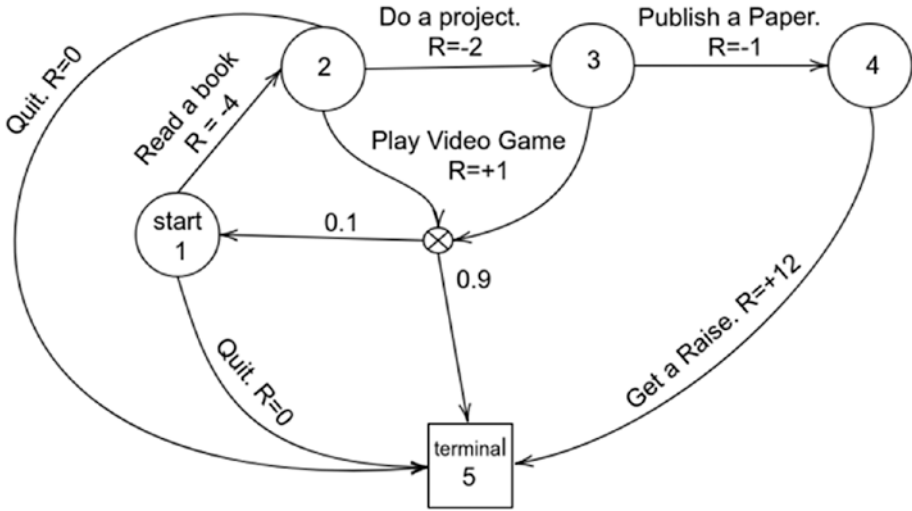 Do a project.
R=-2
Publish a Paper.
R=-1
Quit. R=0
Read a book
R = -4
2
3
4
Play Video Game
R=+1
start
1
0.1
0.9
Quit. R=0
Get a Raise. R=+12
terminal
5